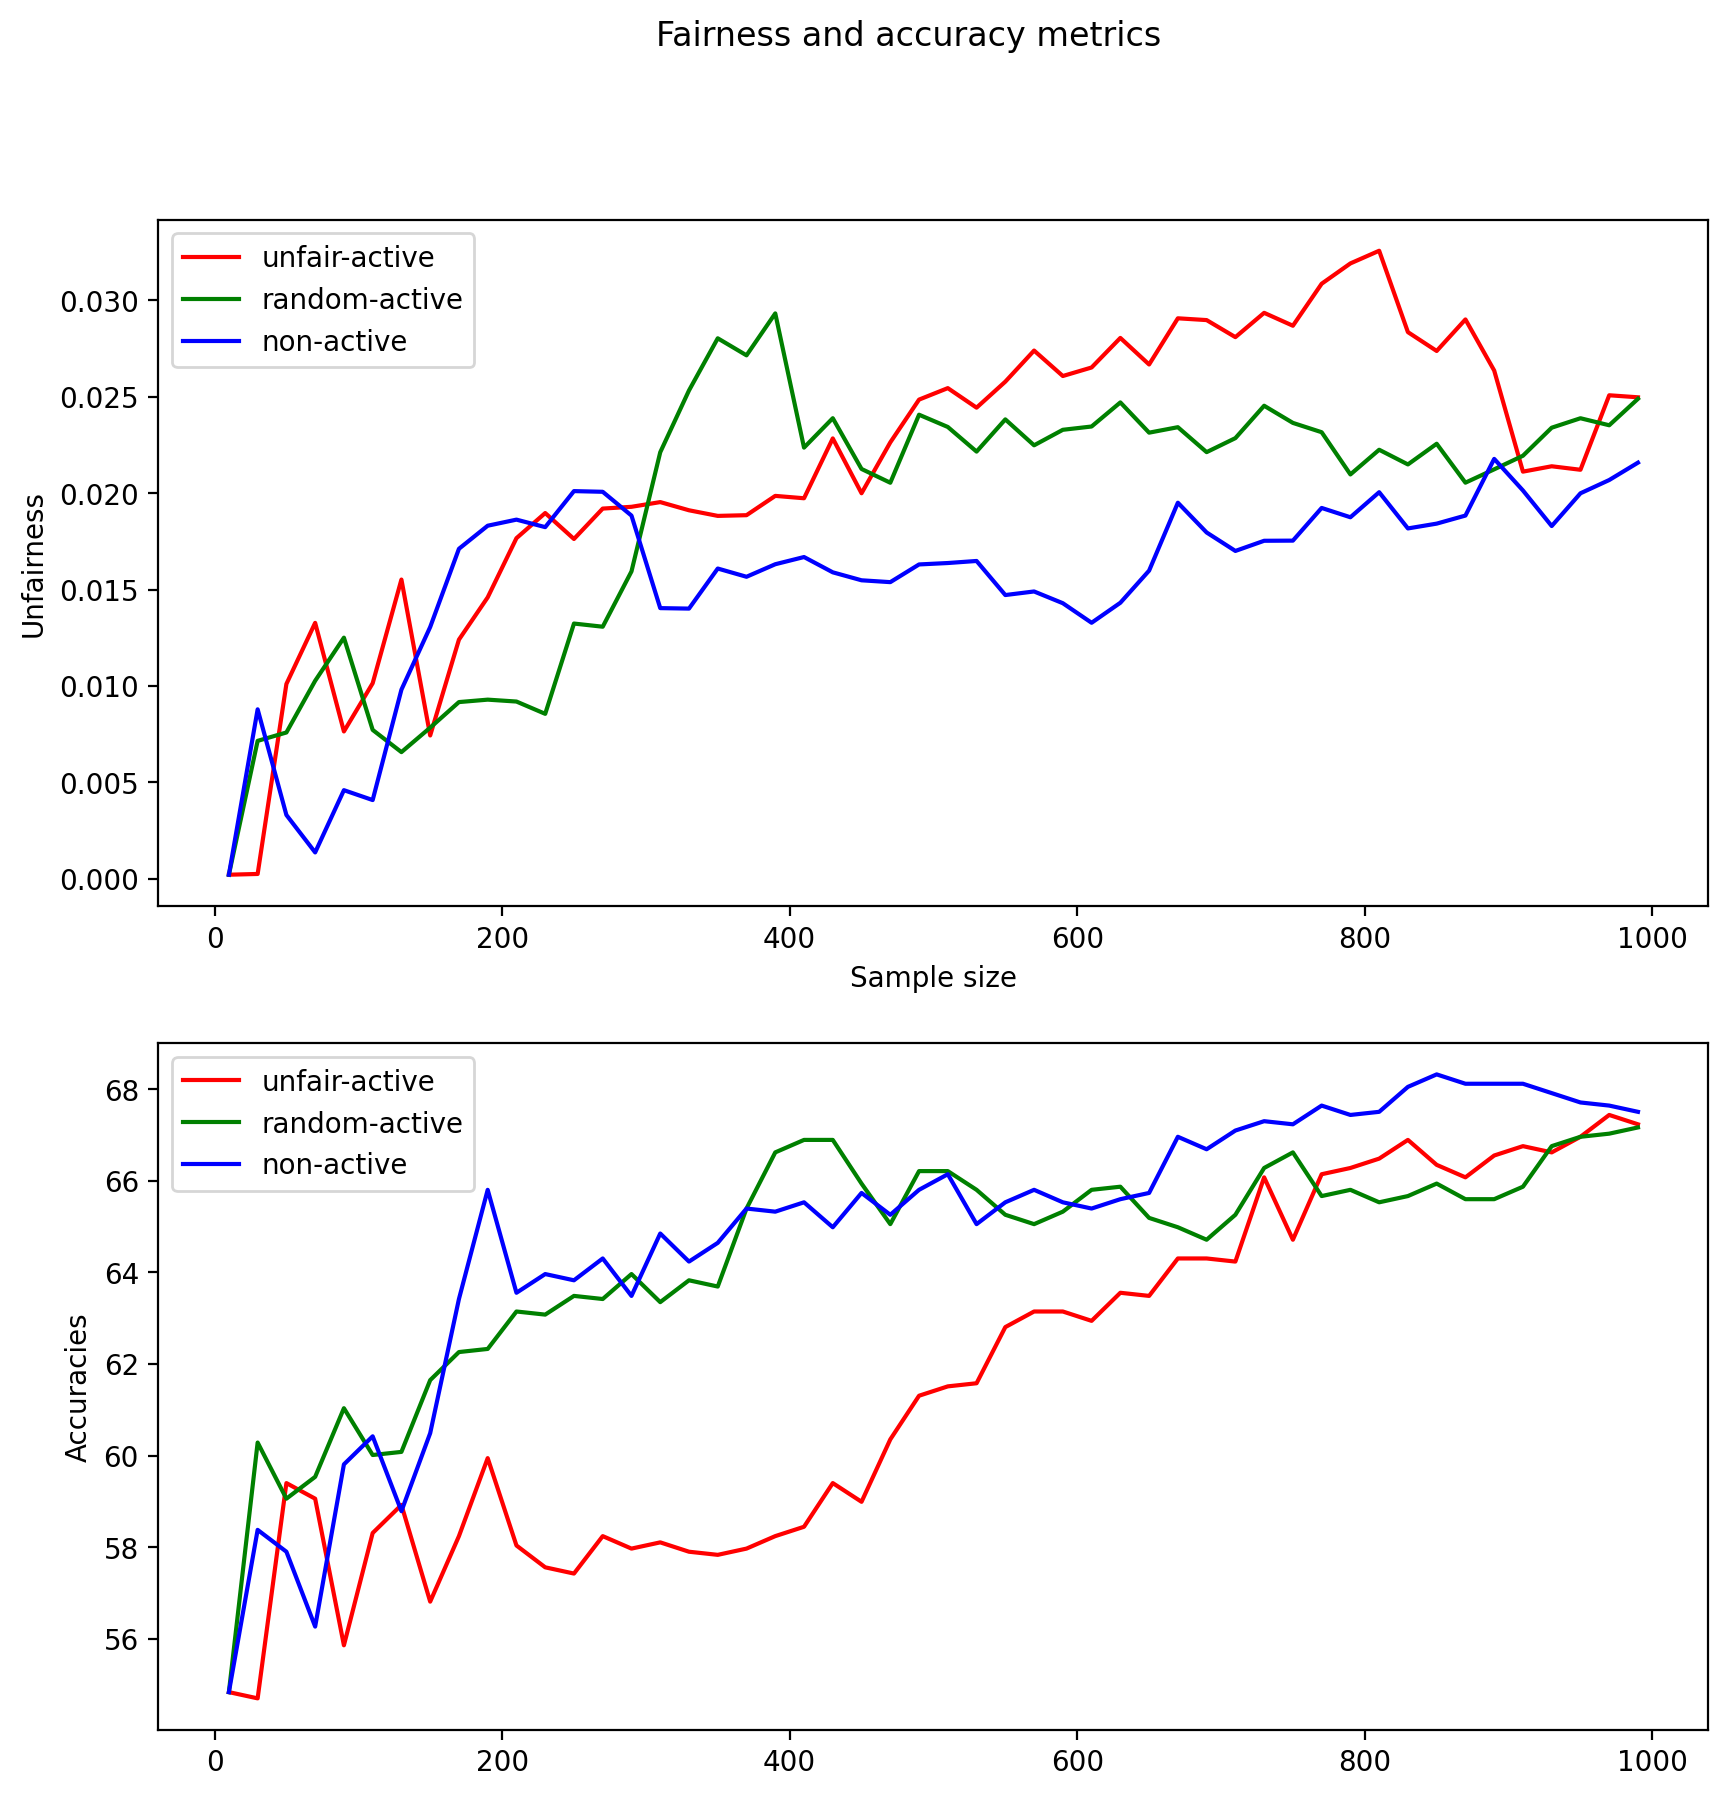 Fairness and accuracy metrics
unfair-active
random-active
non-active
0.030
0.025
0.020
0.015
0.010
0.005
0.000
Unfairness
0 200 400 600 800 1000
Sample size
unfair-active
random-active
non-active
68
66
64
62
60
58
56
Accuracies
0 200 400 600 800 1000